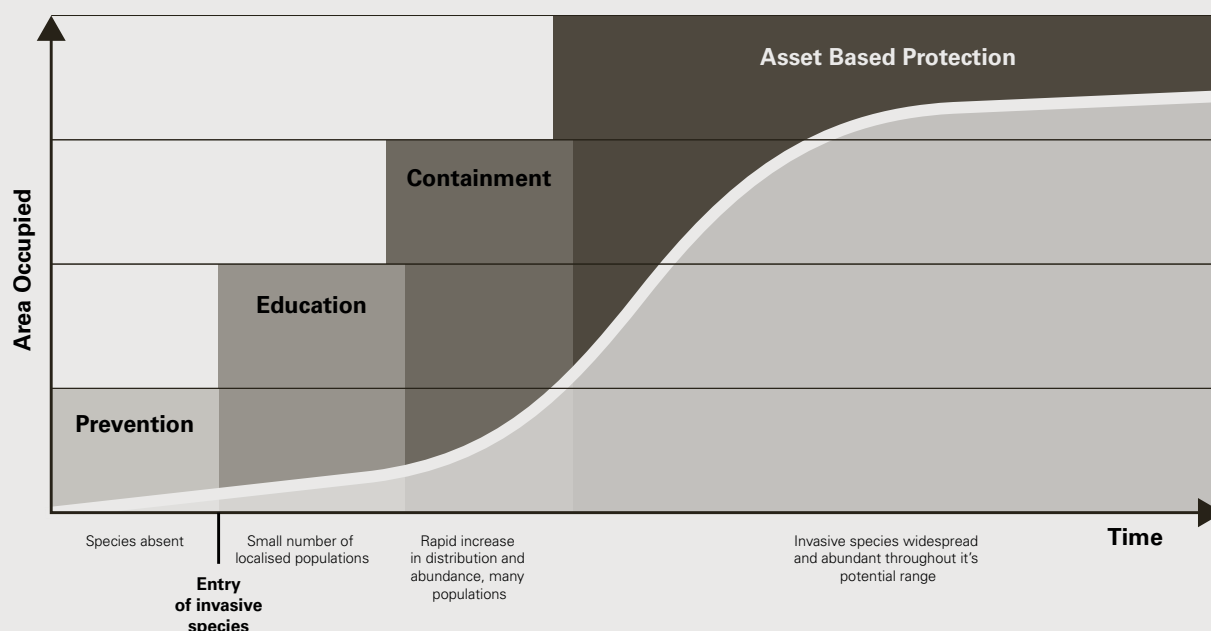 Asset Based Protection
Containment
Education
Prevention
Area Occupied
Time
Species absent
Small number of
localised populations
Rapid increase
in distribution and
abundance, many
populations
Invasive species widespread
and abundant throughout it's
potential range
Entry
of invasive
species